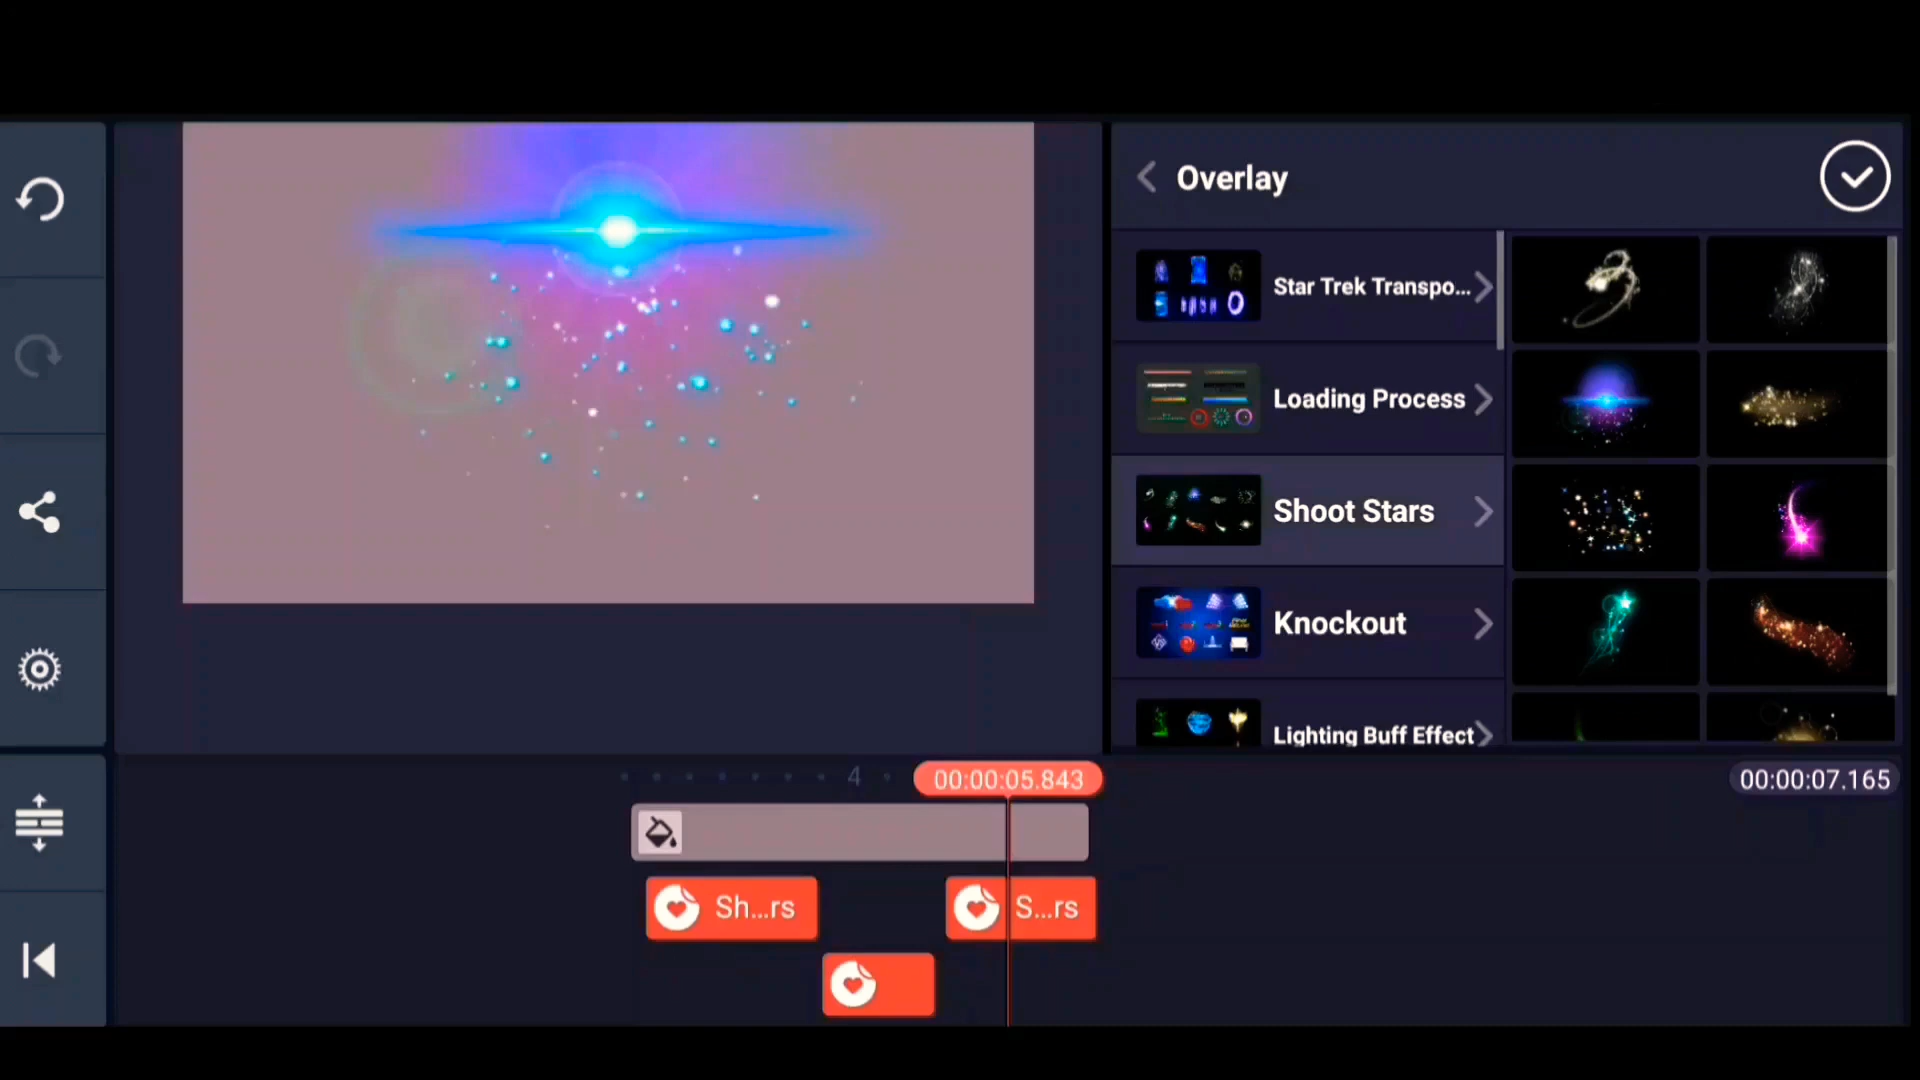 Overlay
Star Trek Transpo...
Loading Process
Shoot Stars
Knockout
Lighting Buff Effect
4
00:00:05.843
00:00:07.165
Sh...rs
S...rs